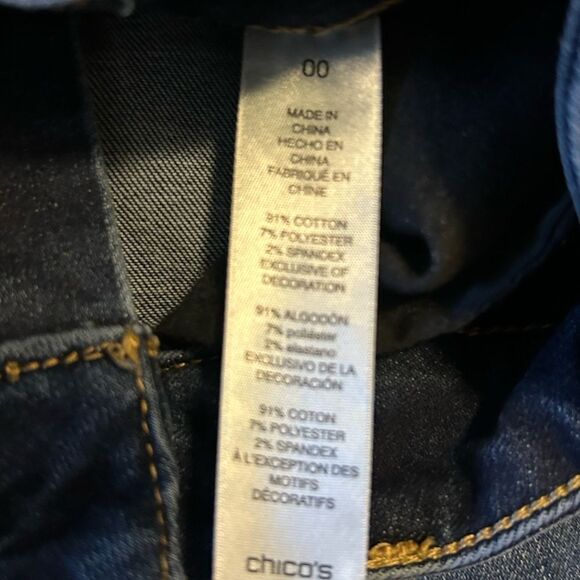 00
MADE IN
CHINA
HECHO EN
CHINA
FABRIQUÉ EN
CHINE
91% COTTON
7% POLYESTER
2% SPANDEX
EXCLUSIVE OF
DECORATION
91% ALGODÓN
7% poliéster
2% elastano
EXCLUSIVO DE LA
DECORACIÓN
91% COTON
7% POLYESTER
2% SPANDEX
À L'EXCEPTION DES
MOTIFS
DÉCORATIFS
chico's